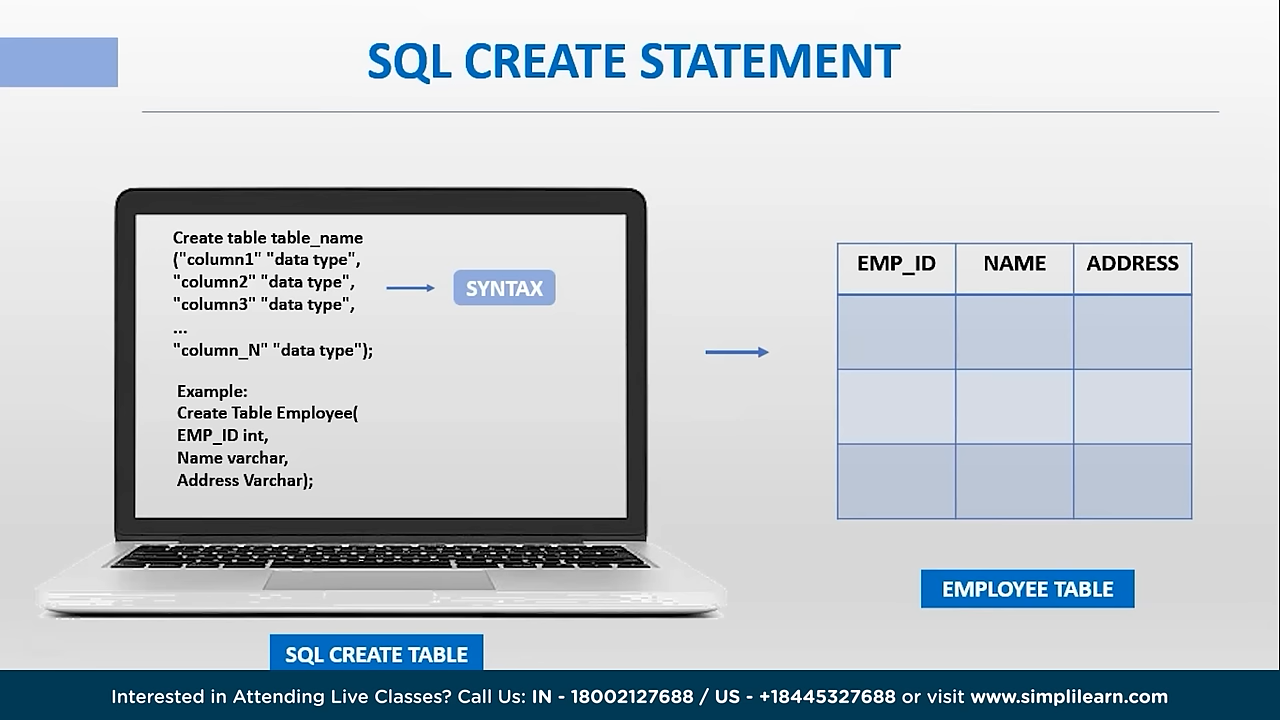 SQL CREATE STATEMENT
Create table table_name
("column1" "data type",
"column2" "data type",
"column3" "data type",
...
"column_N" "data type");
SYNTAX
Example:
Create Table Employee(
EMP_ID int,
Name varchar,
Address Varchar);
SQL CREATE TABLE
EMP_ID NAME ADDRESS
EMPLOYEE TABLE
Interested in Attending Live Classes? Call Us: IN - 18002127688 / US - +18445327688 or visit www.simplilearn.com